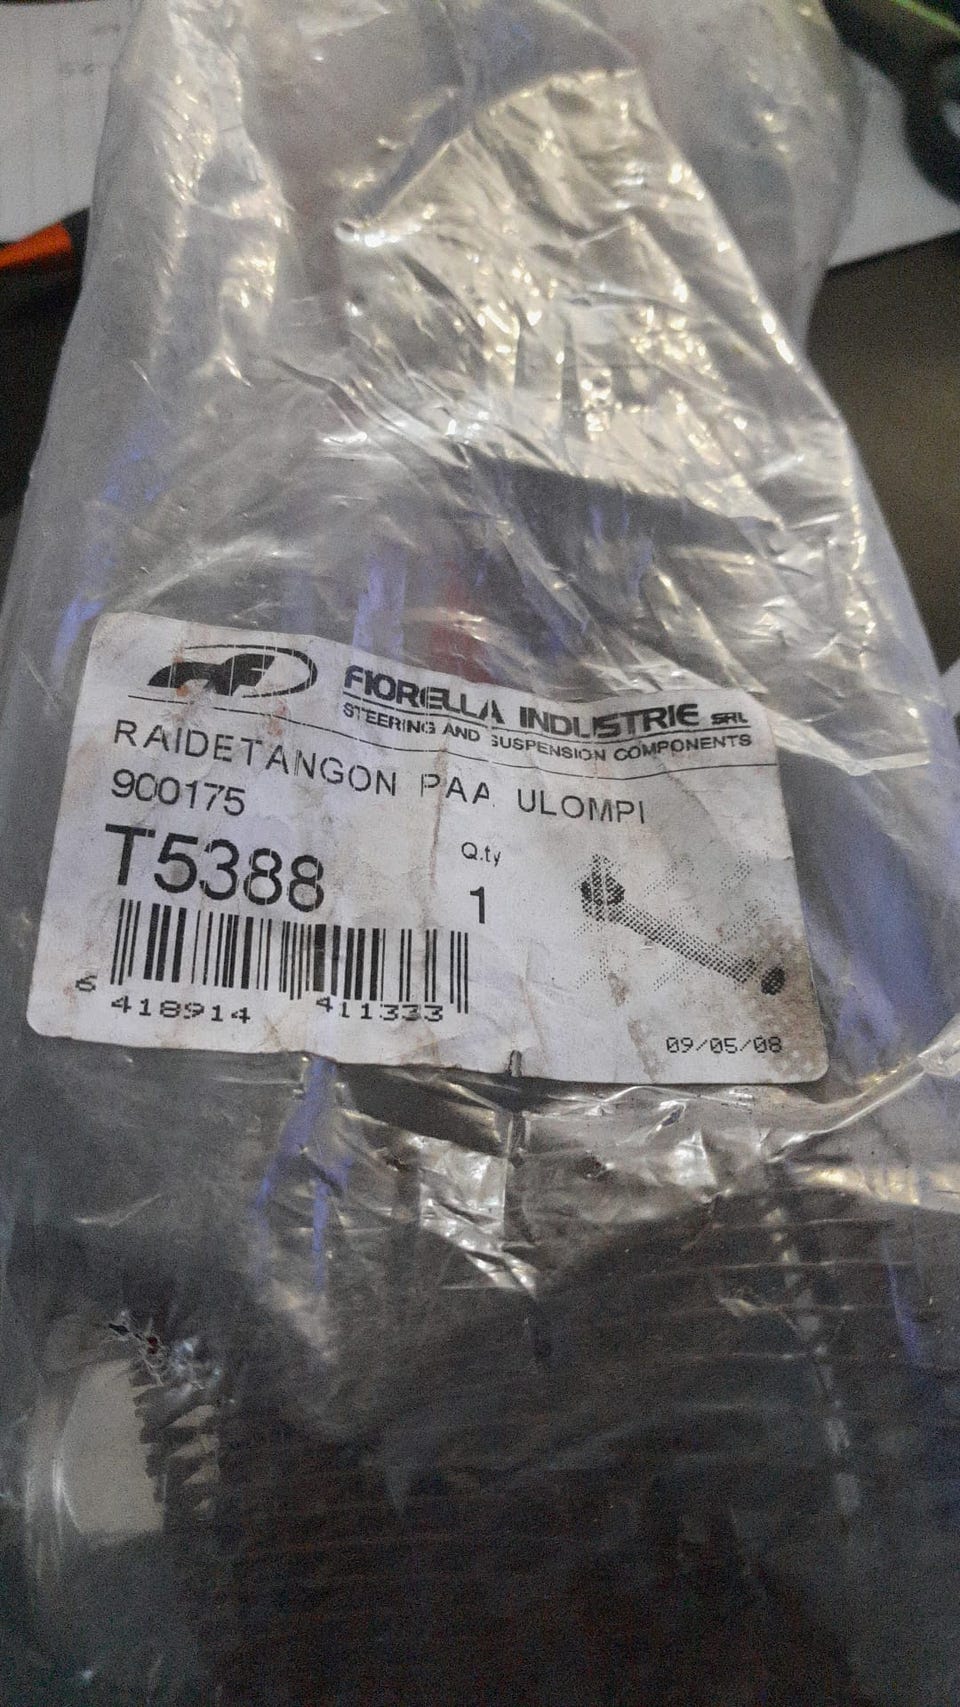 FIORELLA INDUSTRIE SRL
STEERING AND SUSPENSION COMPONENTS
RAIDETANGON PAA ULOMPI
900175
T5388
Q.ty
1
6 418914 411333
09/05/08